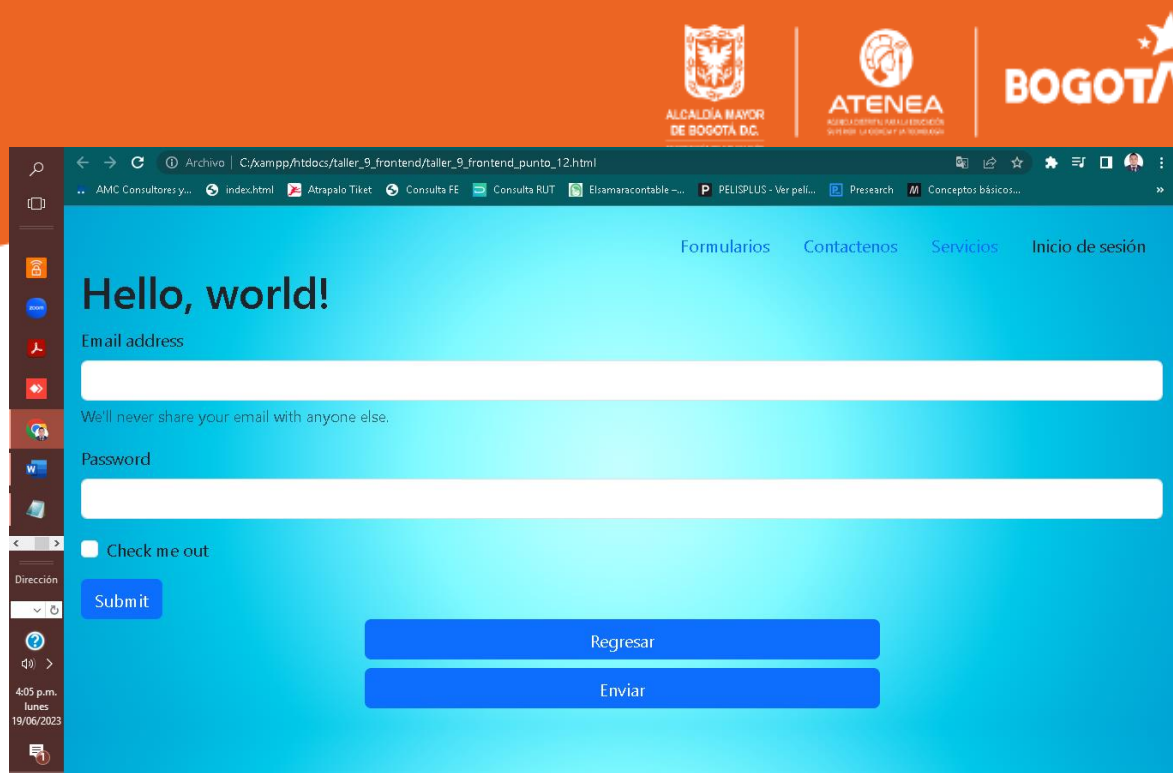 ALCALDÍA MAYOR
DE BOGOTÁ D.C.
ATENEA
BOGOT
Archivo | C:/xampp/htdocs/taller_9_frontend/taller_9_frontend_punto_12.html
AMC Consultores y... index.html Atrapalo Tiket Consulta FE Consulta RUT Elsamaracontable –... PELISPLUS - Ver pelí... Presearch Conceptos básicos... »
Formularios Contactenos Servicios Inicio de sesión
Hello, world!
Email address
We'll never share your email with anyone else.
Password
Check me out
Submit
Regresar
Enviar
zoom
Dirección
4:05 p.m.
lunes
19/06/2023
1